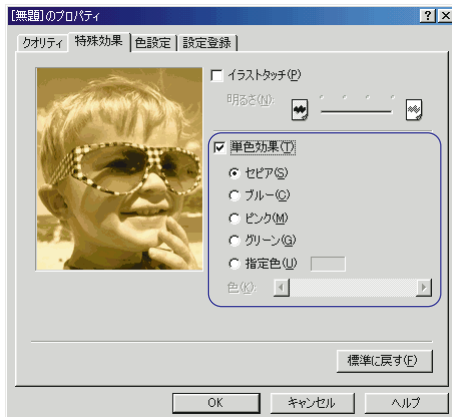 [無題]のプロパティ
クオリティ 特殊効果 色設定 設定登録
イラストタッチ(P)
明るさ(N):
単色効果(T)
セピア(S)
ブルー(C)
ピンク(M)
グリーン(G)
指定色(U)
色(K):
標準に戻す(F)
OK キャンセル ヘルプ